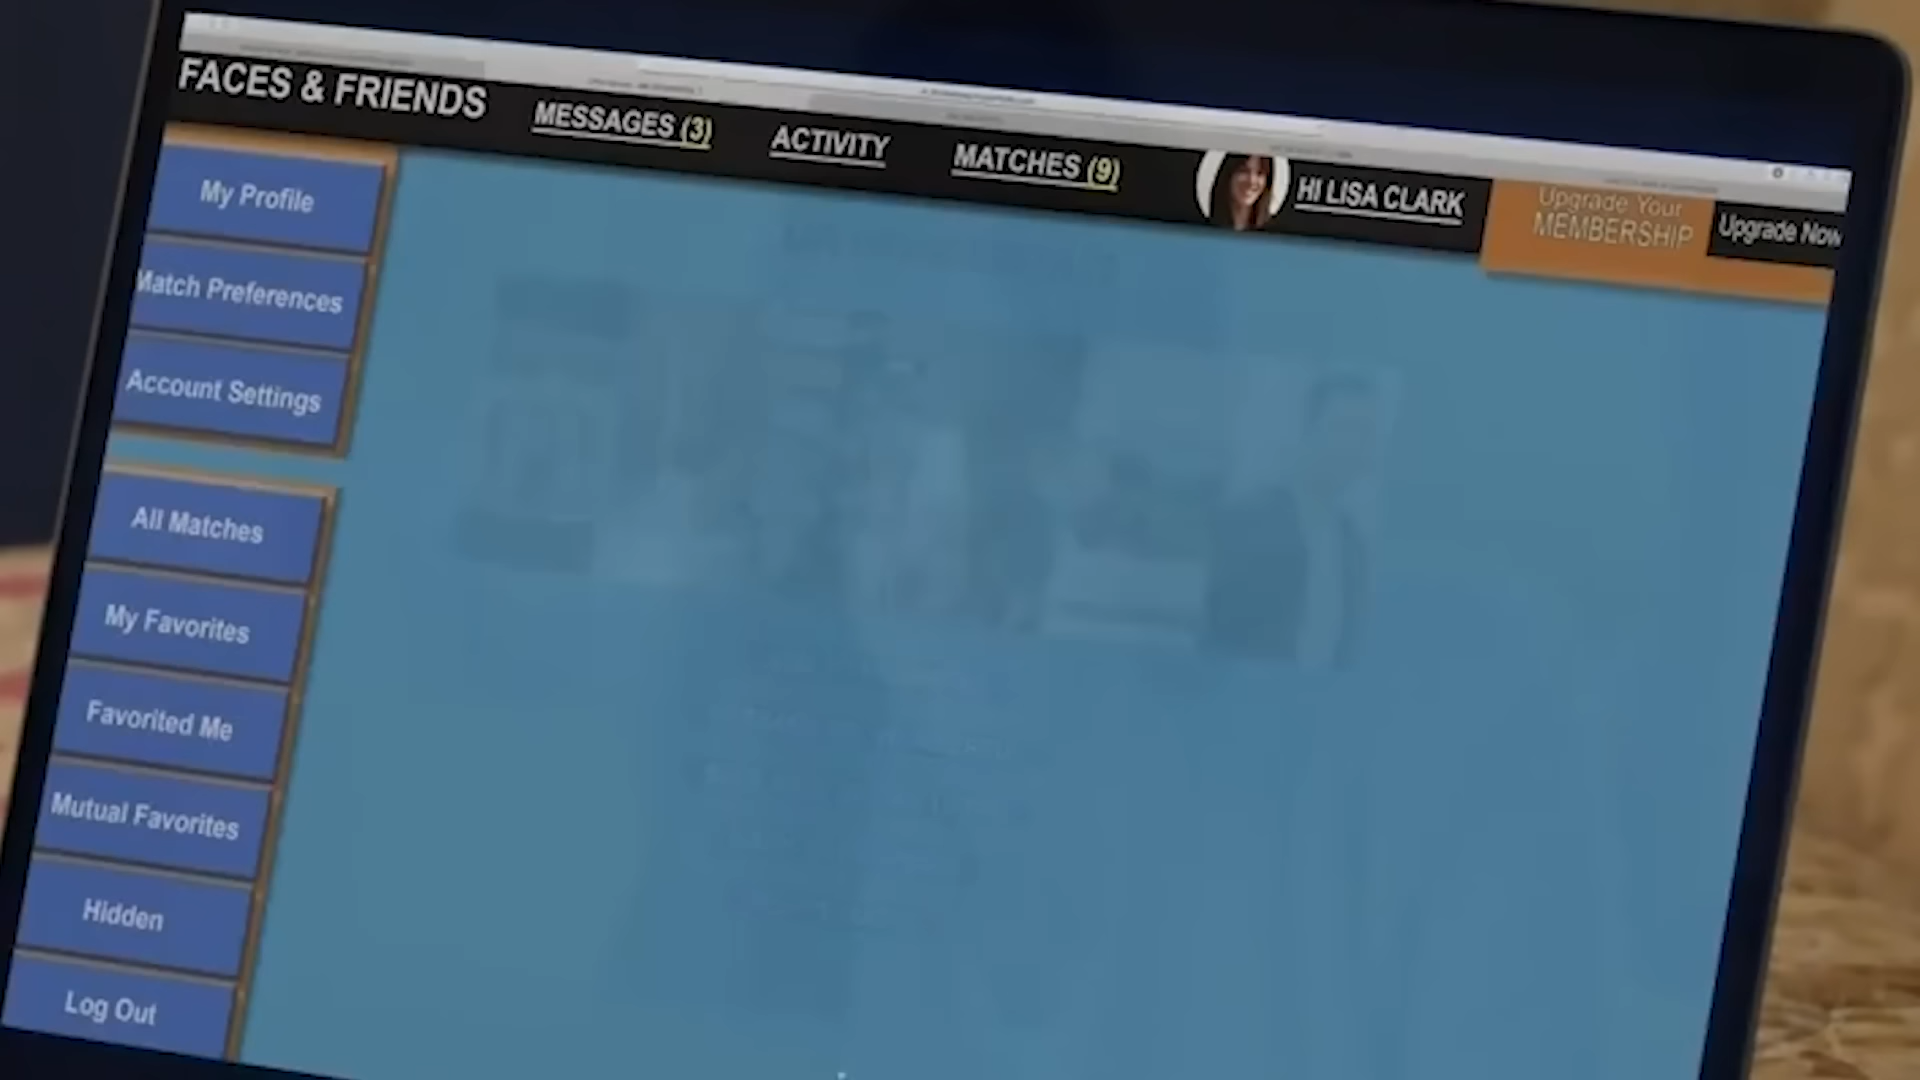 FACES & FRIENDS
MESSAGES (3)
ACTIVITY
MATCHES (9)
HI LISA CLARK
Upgrade Your
MEMBERSHIP
Upgrade Now
My Profile
Match Preferences
Account Settings
All Matches
My Favorites
Favorited Me
Mutual Favorites
Hidden
Log Out